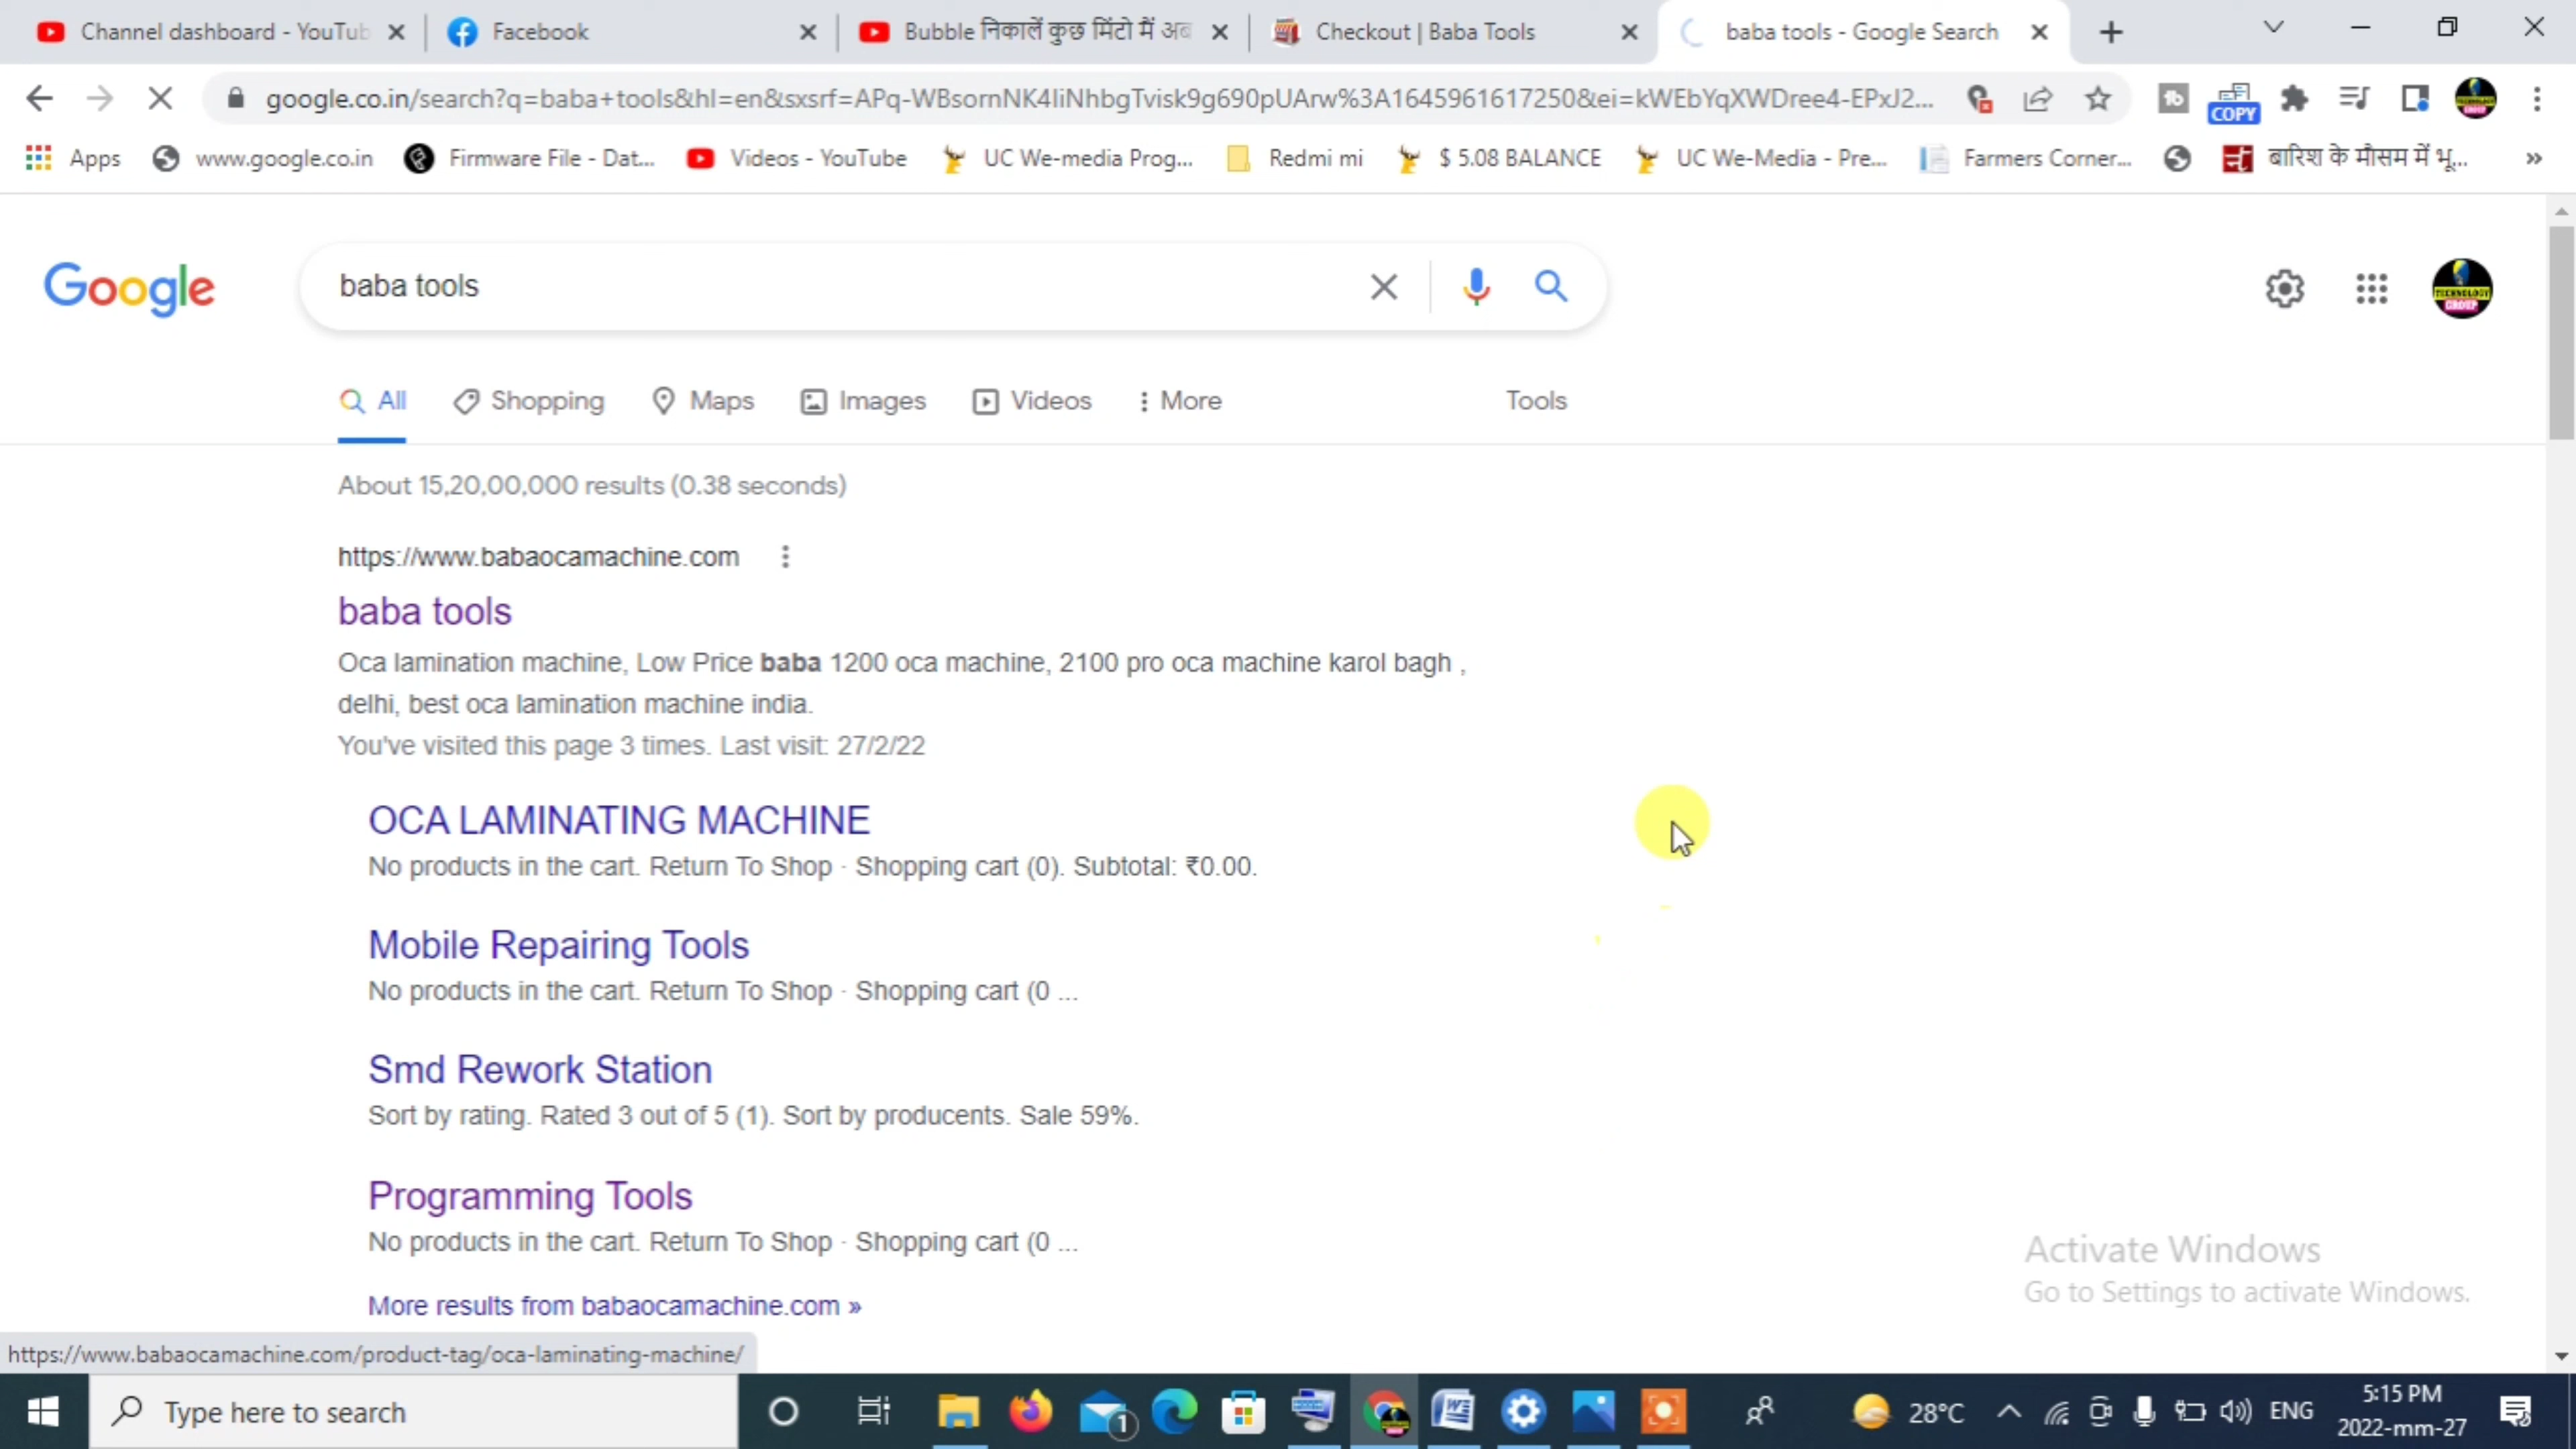 Channel dashboard - YouTub
Facebook
Bubble निकालें कुछ मिंटो मैं अब
Checkout | Baba Tools
baba tools - Google Search
google.co.in/search?q=baba+tools&hl=en&sxsrf=APq-WBsornNK4liNhbgTvisk9g690pUArw%3A1645961617250&ei=kWEbYqXWDree4-EPxJ2...
COPY
Apps
www.google.co.in
Firmware File - Dat...
Videos - YouTube
UC We-media Prog...
Redmi mi
$ 5.08 BALANCE
UC We-Media - Pre...
Farmers Corner...
बारिश के मौसम में भू...
Google
baba tools
TECHNOLOGY
GROUP
All
Shopping
Maps
Images
Videos
More
Tools
About 15,20,00,000 results (0.38 seconds)
https://www.babaocamachine.com
baba tools
Oca lamination machine, Low Price baba 1200 oca machine, 2100 pro oca machine karol bagh ,
delhi, best oca lamination machine india.
You've visited this page 3 times. Last visit: 27/2/22
OCA LAMINATING MACHINE
No products in the cart. Return To Shop · Shopping cart (0). Subtotal: ₹0.00.
Mobile Repairing Tools
No products in the cart. Return To Shop · Shopping cart (0 ...
Smd Rework Station
Sort by rating. Rated 3 out of 5 (1). Sort by producents. Sale 59%.
Programming Tools
No products in the cart. Return To Shop · Shopping cart (0 ...
More results from babaocamachine.com »
Activate Windows
Go to Settings to activate Windows.
https://www.babaocamachine.com/product-tag/oca-laminating-machine/
Type here to search
1
28°C
ENG
5:15 PM
2022-mm-27